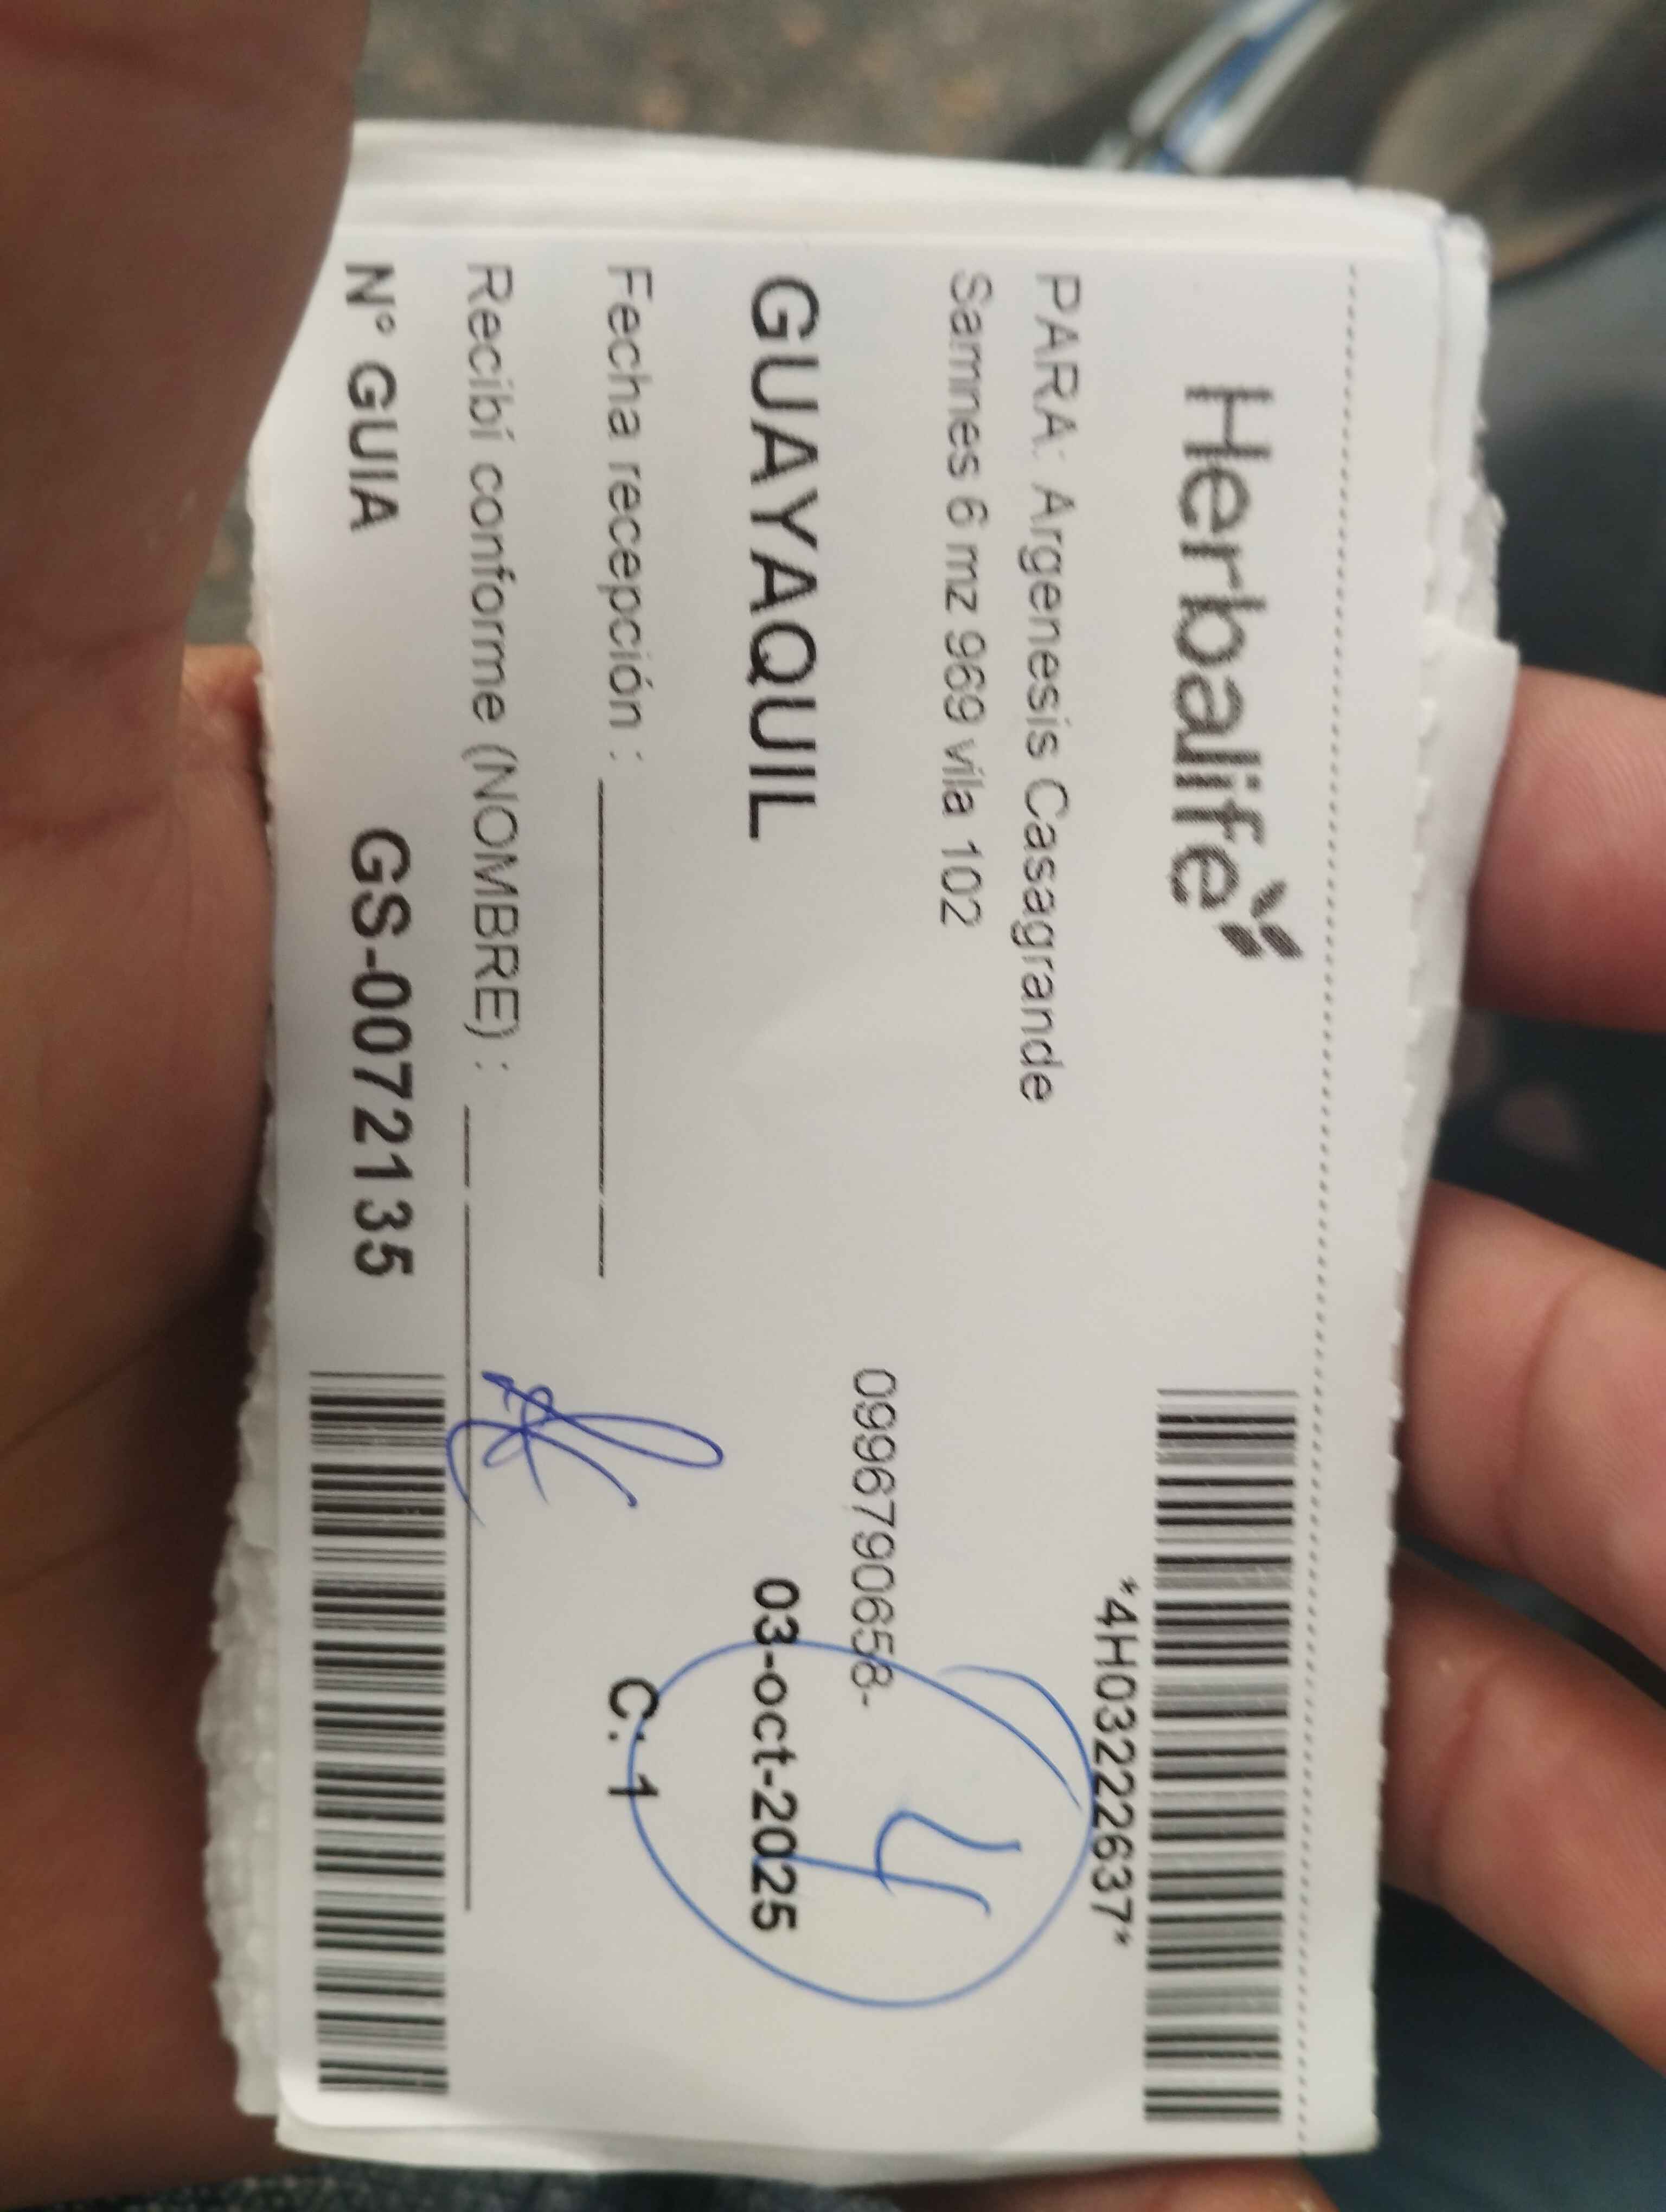 Herbalife
*4H03222637*
PARA: Argenesis Casagrande
Samnes 6 mz 969 vila 102
0996790658-
4
GUAYAQUIL
03-oct-2025
Fecha recepción :
C: 1
Recibí conforme (NOMBRE) :
N° GUIA GS-00721135